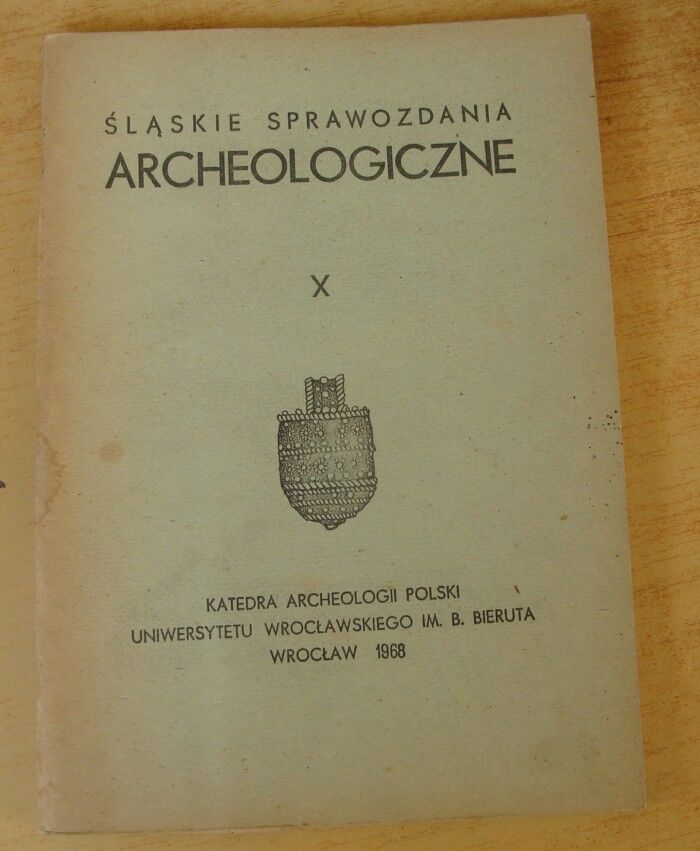 ŚLĄSKIE SPRAWOZDANIA
ARCHEOLOGICZNE
X
KATEDRA ARCHEOLOGII POLSKI
UNIWERSYTETU WROCŁAWSKIEGO IM. B. BIERUTA
WROCŁAW 1968